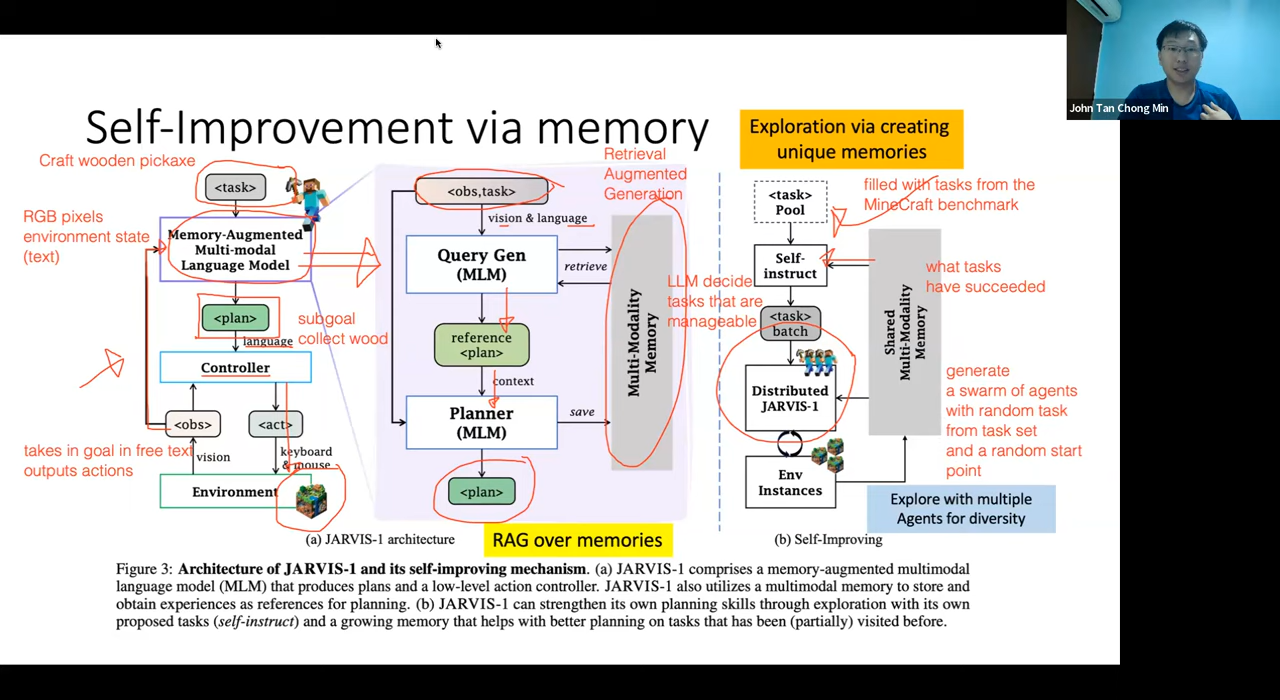 John Tan Chong Min
Self-Improvement via memory
Exploration via creating
unique memories
Craft wooden pickaxe
<task>
RGB pixels
environment state
(text)
Memory-Augmented
Multi-modal
Language Model
<plan>
subgoal
collect wood
language
Controller
<obs>
<act>
takes in goal in free text
outputs actions
vision
keyboard
& mouse
Environment
(a) JARVIS-1 architecture
Retrieval
Augmented
Generation
<obs,task>
vision & language
Query Gen
(MLM)
retrieve
reference
<plan>
context
Planner
(MLM)
save
<plan>
Multi-Modality
Memory
RAG over memories
<task>
Pool
filled with tasks from the
MineCraft benchmark
Self-
instruct
what tasks
have succeeded
LLM decide
tasks that are
manageable
<task>
batch
Distributed
JARVIS-1
Shared
Multi-Modality
Memory
generate
a swarm of agents
with random task
from task set
and a random start
point
Env
Instances
Explore with multiple
Agents for diversity
(b) Self-Improving
Figure 3: Architecture of JARVIS-1 and its self-improving mechanism. (a) JARVIS-1 comprises a memory-augmented multimodal
language model (MLM) that produces plans and a low-level action controller. JARVIS-1 also utilizes a multimodal memory to store and
obtain experiences as references for planning. (b) JARVIS-1 can strengthen its own planning skills through exploration with its own
proposed tasks (self-instruct) and a growing memory that helps with better planning on tasks that has been (partially) visited before.